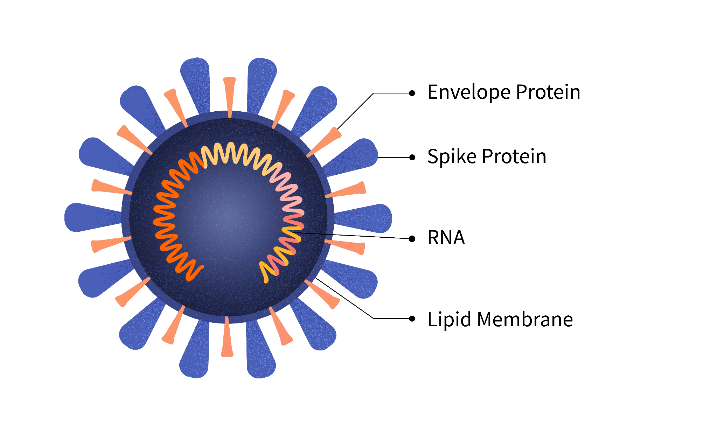 Envelope Protein
Spike Protein
RNA
Lipid Membrane